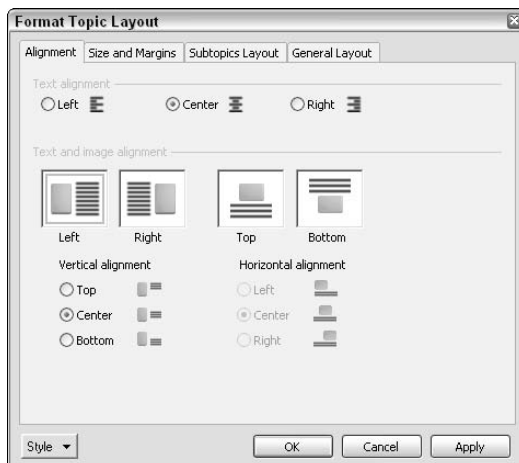 Format Topic Layout
Alignment Size and Margins Subtopics Layout General Layout
Text alignment
Left Center Right
Text and image alignment
Left Right Top Bottom
Vertical alignment Horizontal alignment
Top Left
Center Center
Bottom Right
Style OK Cancel Apply